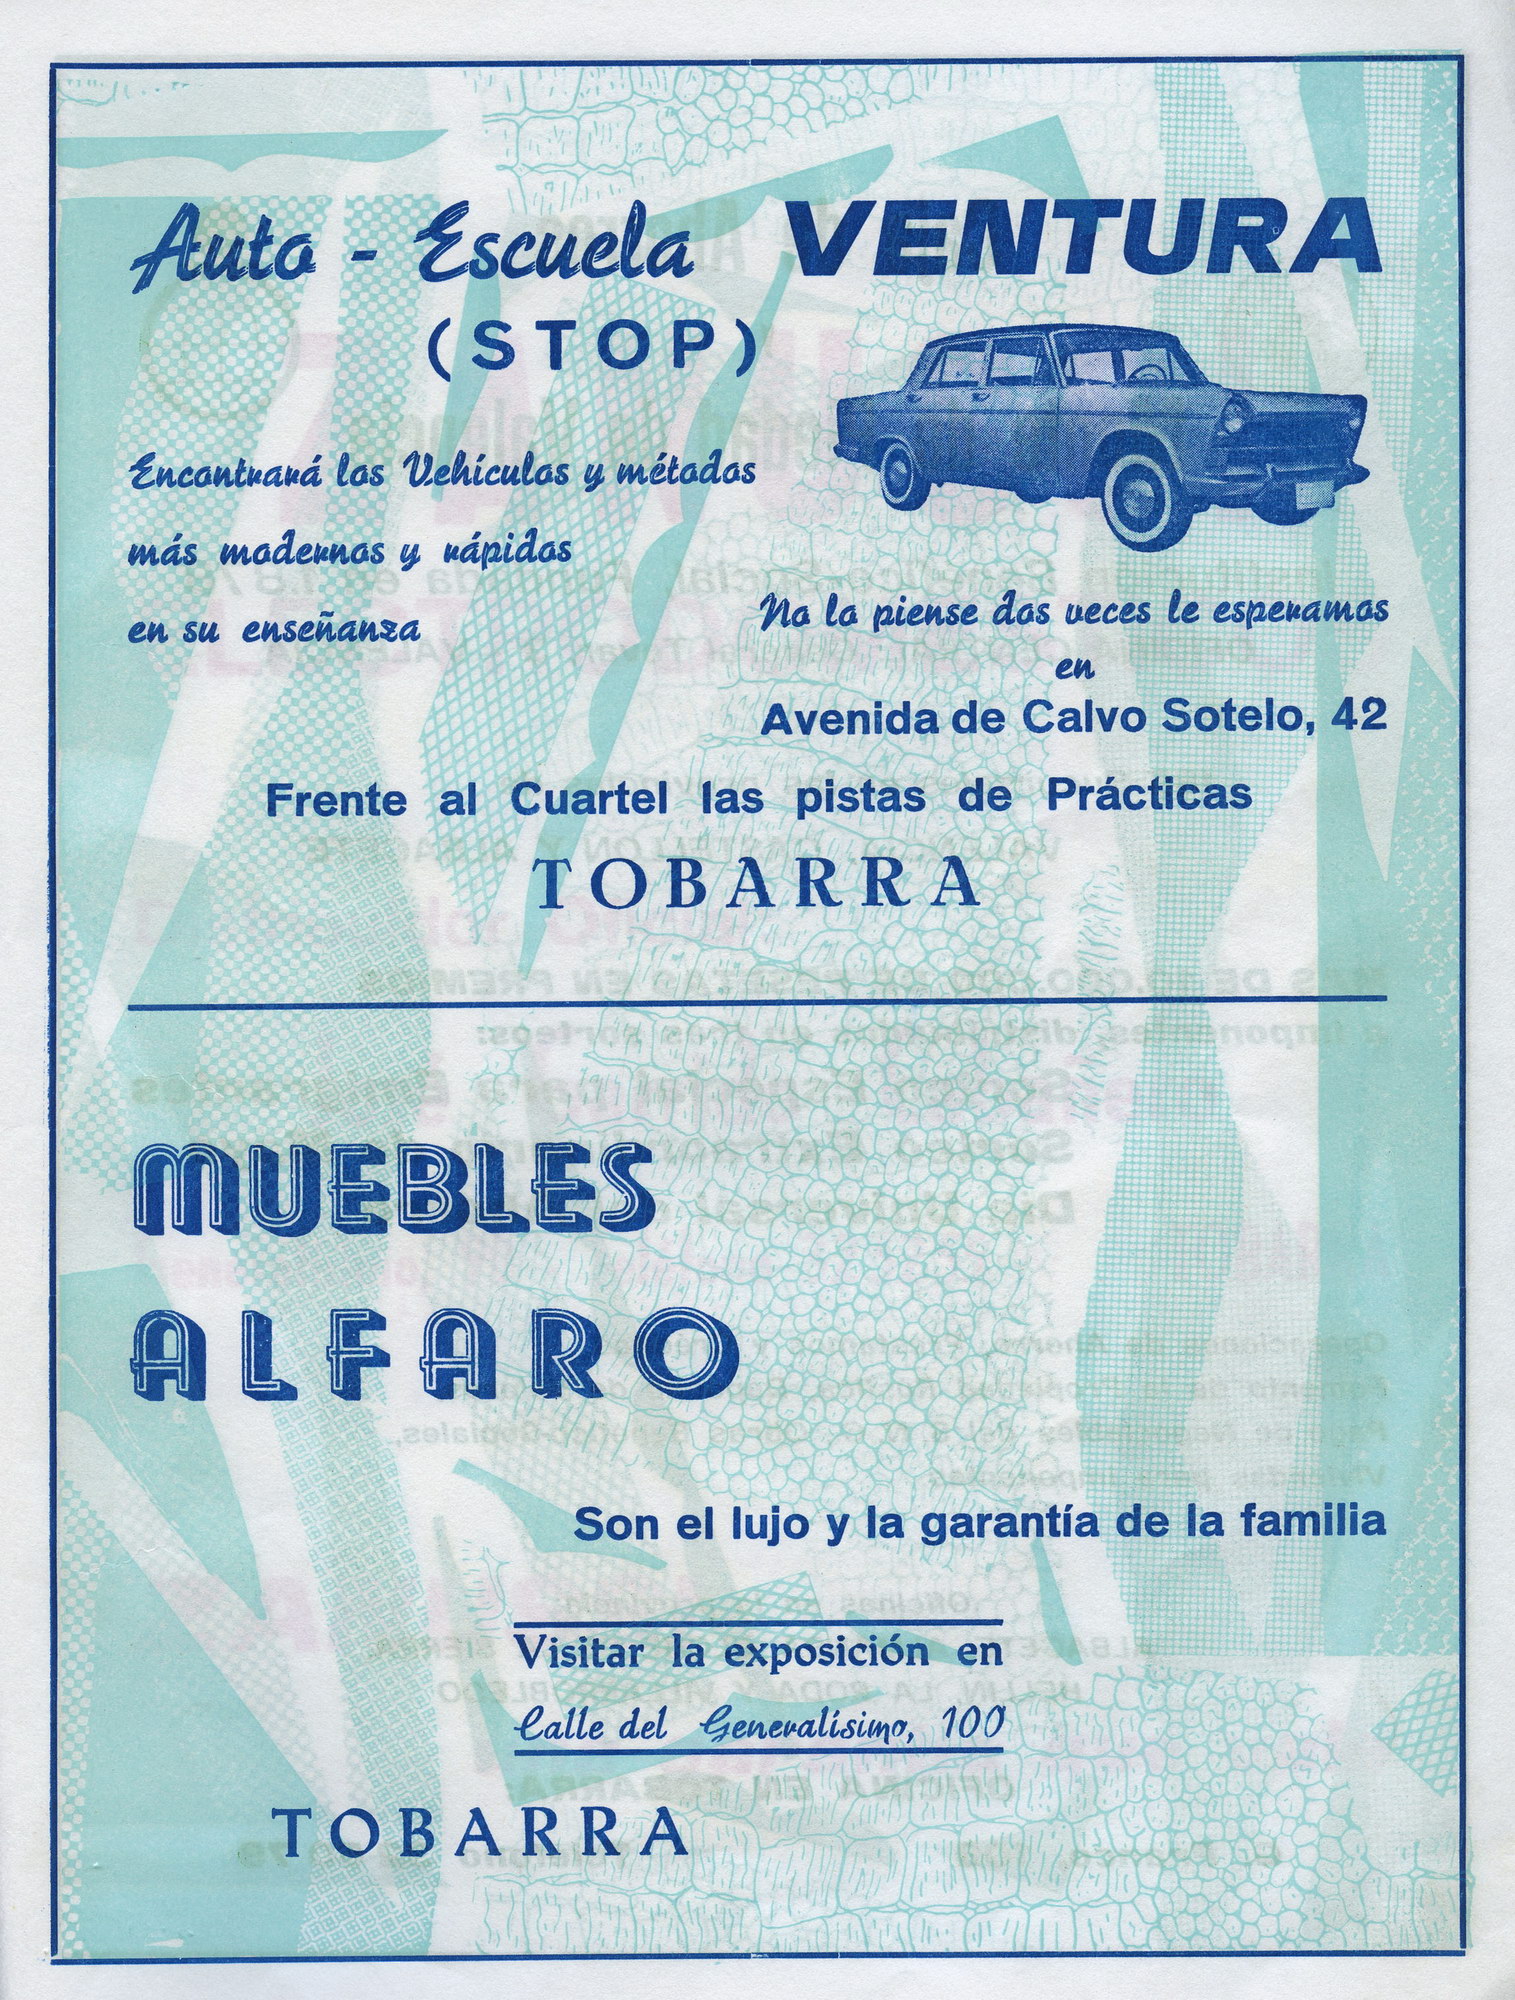 Auto - Escuela VENTURA
(STOP)
Encontrará los Vehículos y métodos
más modernos y rápidos
en su enseñanza
No lo piense dos veces le esperamos
en
Avenida de Calvo Sotelo, 42
Frente al Cuartel las pistas de Prácticas
TOBARRA
MUEBLES
ALFARO
Son el lujo y la garantía de la familia
Visitar la exposición en
Calle del Generalísimo, 100
TOBARRA